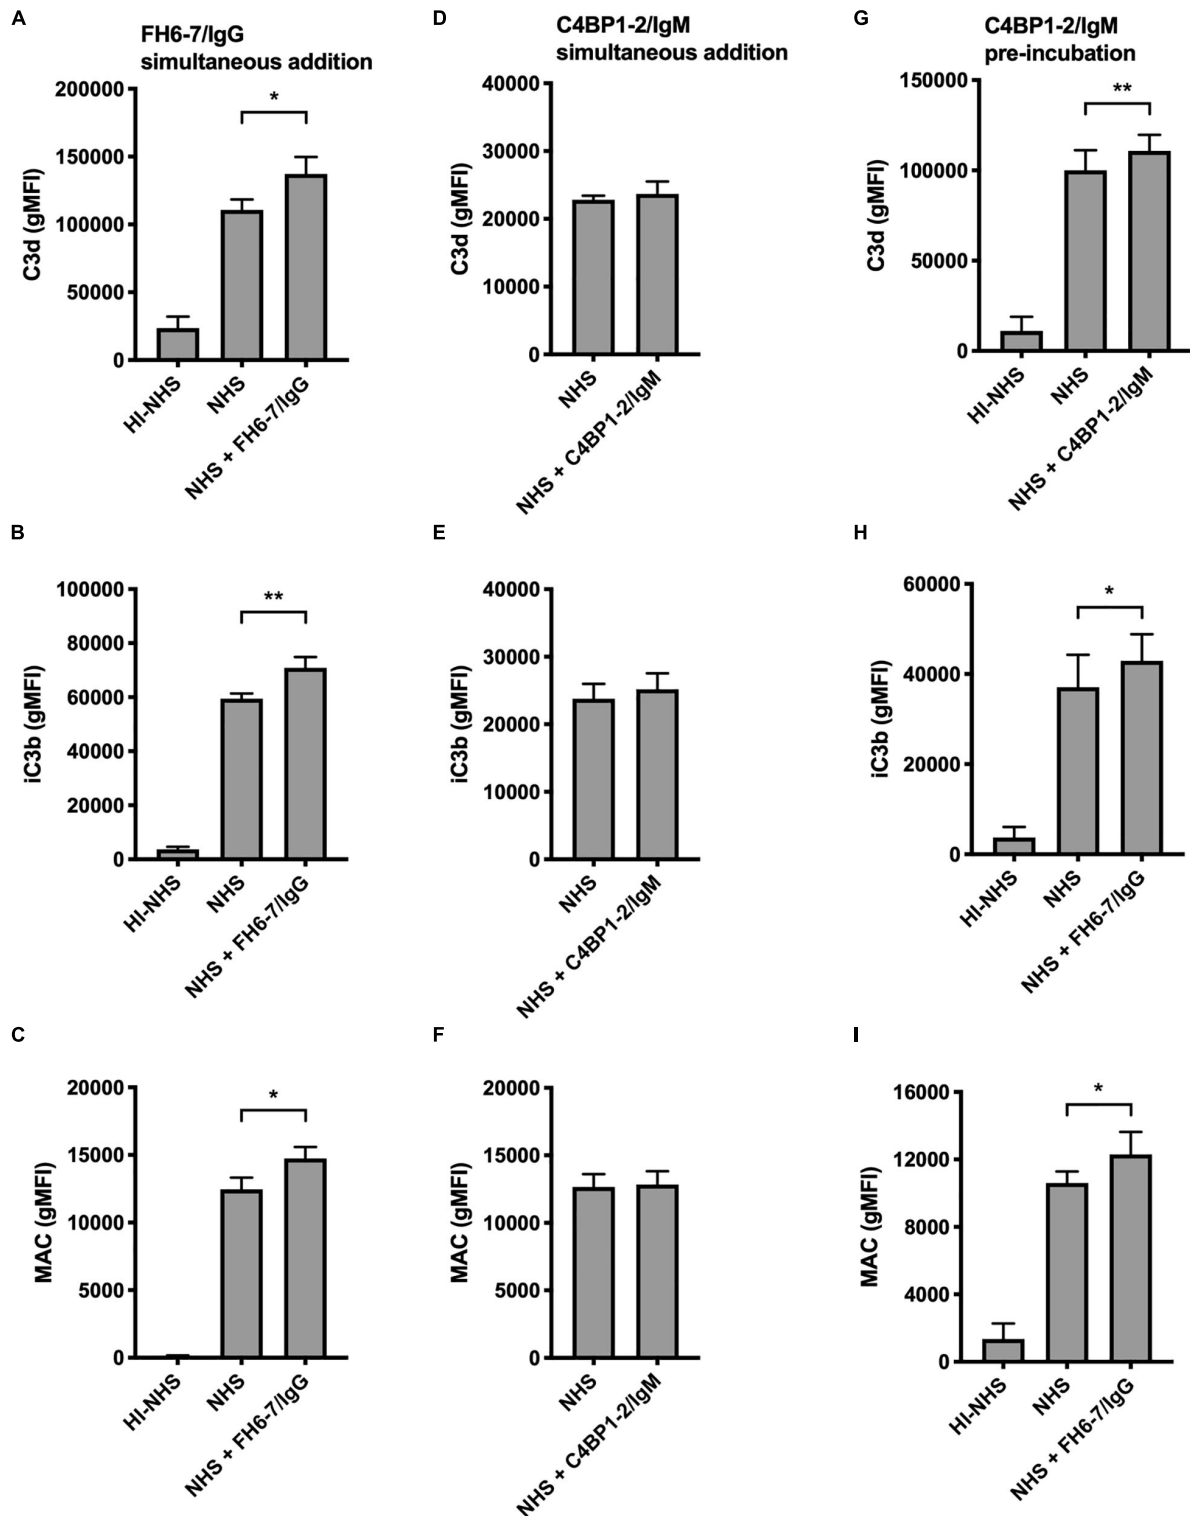 A
FH6-7/IgG
simultaneous addition
200000
150000
100000
50000
0
C3d (gMFI)
*
HI-NHS
NHS
NHS + FH6-7/IgG
D
C4BP1-2/IgM
simultaneous addition
40000
30000
20000
10000
0
C3d (gMFI)
NHS
NHS + C4BP1-2/IgM
G
C4BP1-2/IgM
pre-incubation
150000
100000
50000
0
C3d (gMFI)
**
HI-NHS
NHS
NHS + C4BP1-2/IgM
B
100000
80000
60000
40000
20000
0
iC3b (gMFI)
**
HI-NHS
NHS
NHS + FH6-7/IgG
E
40000
30000
20000
10000
0
iC3b (gMFI)
NHS
NHS + C4BP1-2/IgM
H
60000
40000
20000
0
iC3b (gMFI)
*
HI-NHS
NHS
NHS + FH6-7/IgG
C
20000
15000
10000
5000
0
MAC (gMFI)
*
HI-NHS
NHS
NHS + FH6-7/IgG
F
20000
15000
10000
5000
0
MAC (gMFI)
NHS
NHS + C4BP1-2/IgM
I
16000
12000
8000
4000
0
MAC (gMFI)
*
HI-NHS
NHS
NHS + FH6-7/IgG